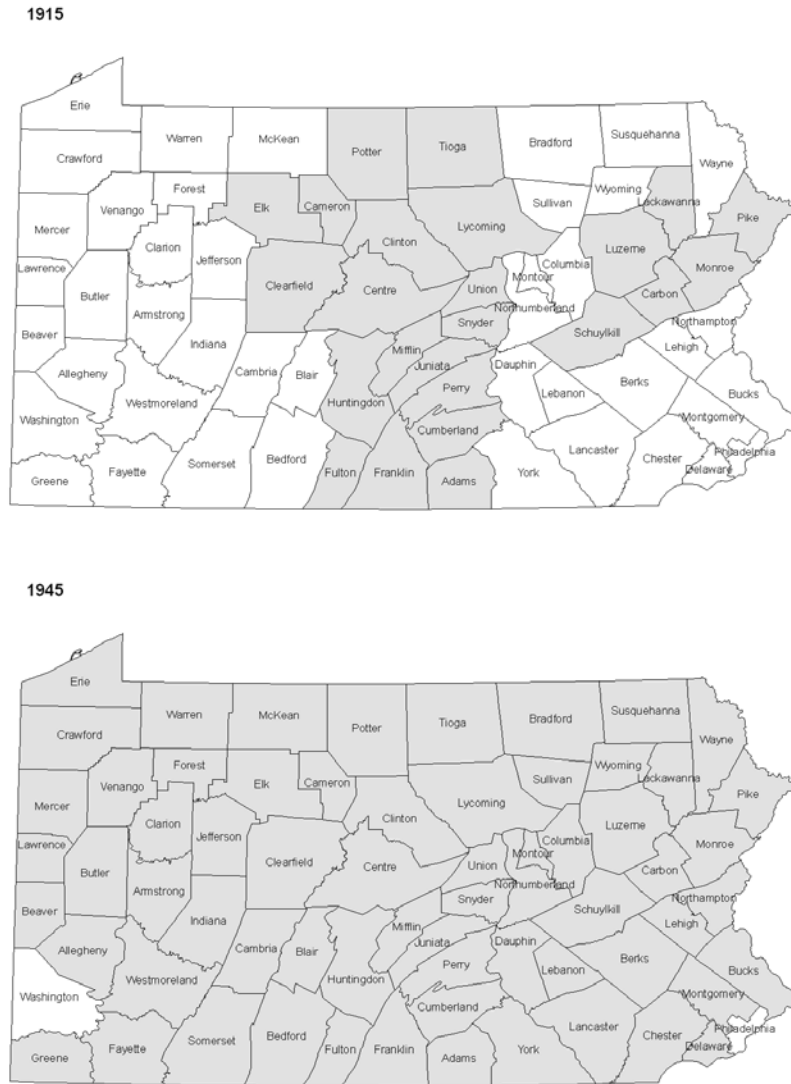 1915
Erie
Warren
McKean
Potter
Tioga
Bradford
Susquehanna
Wayne
Crawford
Forest
Venango
Elk
Cameron
Lycoming
Sullivan
Wyoming
Lackawanna
Pike
Mercer
Clarion
Jefferson
Clinton
Luzerne
Monroe
Lawrence
Butler
Clearfield
Centre
Union
Montour
Columbia
Carbon
Armstrong
Snyder
Northumberland
Schuylkill
Northampton
Beaver
Indiana
Mifflin
Juniata
Dauphin
Lehigh
Allegheny
Cambria
Blair
Perry
Lebanon
Berks
Bucks
Washington
Westmoreland
Huntingdon
Cumberland
Montgomery
Philadelphia
Greene
Fayette
Somerset
Bedford
Fulton
Franklin
Adams
York
Lancaster
Chester
Delaware
1945
Erie
Warren
McKean
Potter
Tioga
Bradford
Susquehanna
Wayne
Crawford
Forest
Venango
Elk
Cameron
Lycoming
Sullivan
Wyoming
Lackawanna
Pike
Mercer
Clarion
Jefferson
Clinton
Luzerne
Monroe
Lawrence
Butler
Clearfield
Centre
Union
Montour
Columbia
Carbon
Armstrong
Snyder
Northumberland
Schuylkill
Northampton
Beaver
Indiana
Mifflin
Juniata
Dauphin
Lehigh
Allegheny
Cambria
Blair
Perry
Lebanon
Berks
Bucks
Washington
Westmoreland
Huntingdon
Cumberland
Montgomery
Philadelphia
Greene
Fayette
Somerset
Bedford
Fulton
Franklin
Adams
York
Lancaster
Chester
Delaware